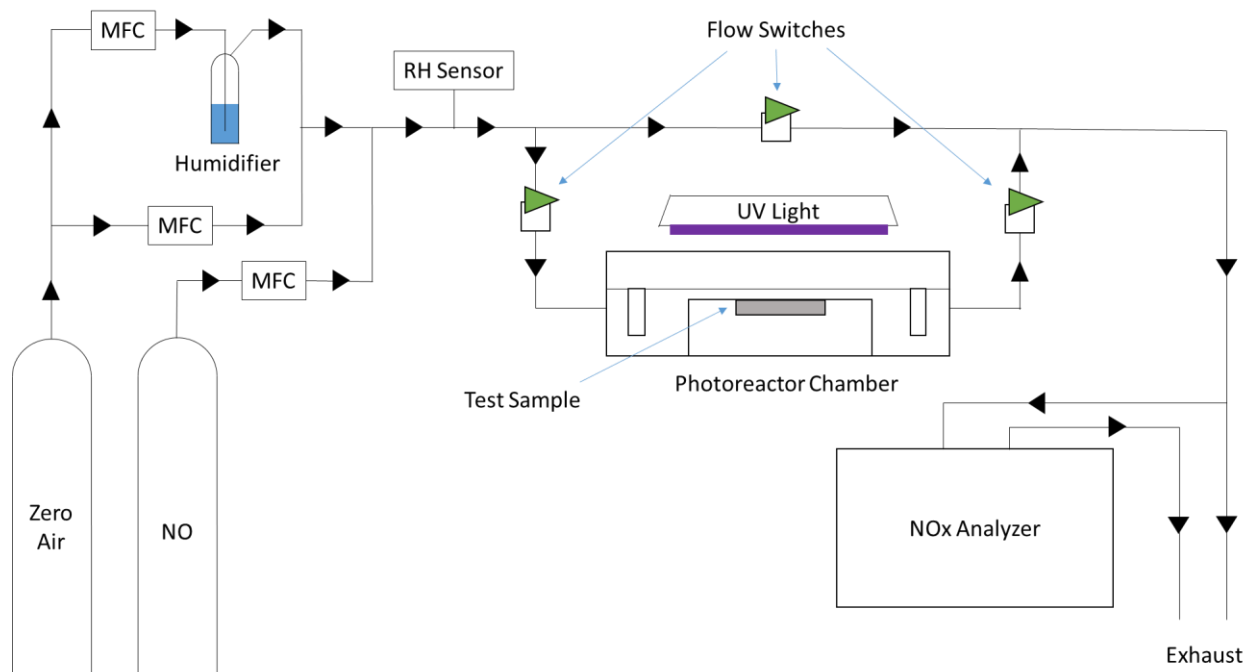 MFC
Flow Switches
RH Sensor
Humidifier
UV Light
MFC
MFC
Photoreactor Chamber
Test Sample
Zero
Air
NO
NOx Analyzer
Exhaust